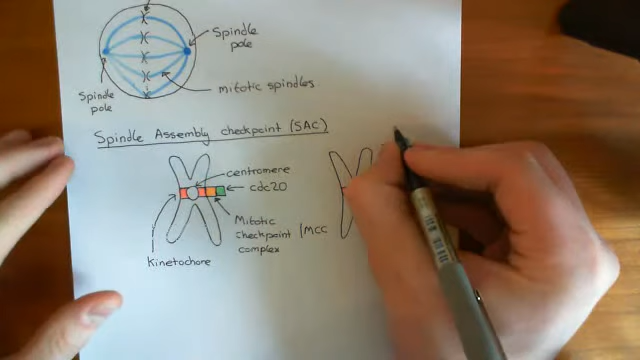 Spindle
pole
mitotic spindles
Spindle
pole
Spindle Assembly checkpoint (SAC)
centromere
cdc20
Mitotic
checkpoint /MCC
complex
kinetochore